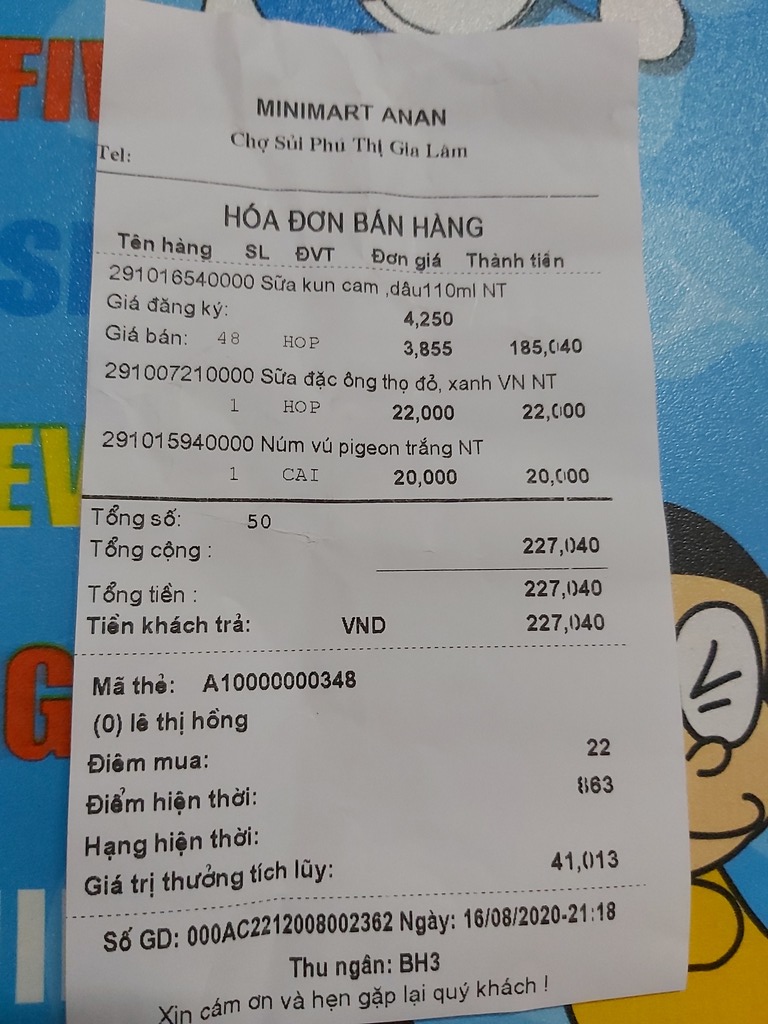 MINIMART ANAN
Chợ Sủi Phú Thị Gia Lâm
Tel:
HÓA ĐƠN BÁN HÀNG
Tên hàng SL ĐVT Đơn giá Thành tiền
291016540000 Sữa kun cam ,dâu110ml NT
Giá đăng ký: 4,250
Giá bán: 48 HOP 3,855 185,040
291007210000 Sữa đặc ông thọ đỏ, xanh VN NT
1 HOP 22,000 22,000
291015940000 Núm vú pigeon trắng NT
1 CAI 20,000 20,000
Tổng số: 50
Tổng cộng : 227,040
Tổng tiền : 227,040
Tiền khách trả: VND 227,040
Mã thẻ: A10000000348
(0) lê thị hồng
Điểm mua: 22
Điểm hiện thời: 863
Hạng hiện thời:
Giá trị thưởng tích lũy: 41,013
Số GD: 000AC2212008002362 Ngày: 16/08/2020-21:18
Thu ngân: BH3
Xin cám ơn và hẹn gặp lại quý khách !